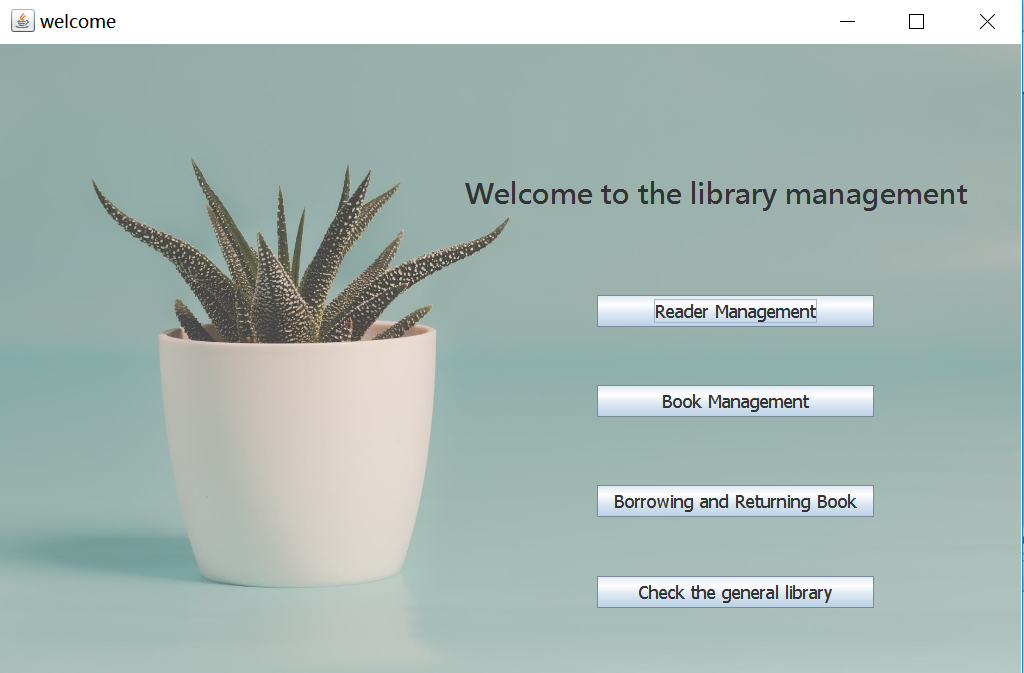 welcome
Welcome to the library management
Reader Management
Book Management
Borrowing and Returning Book
Check the general library